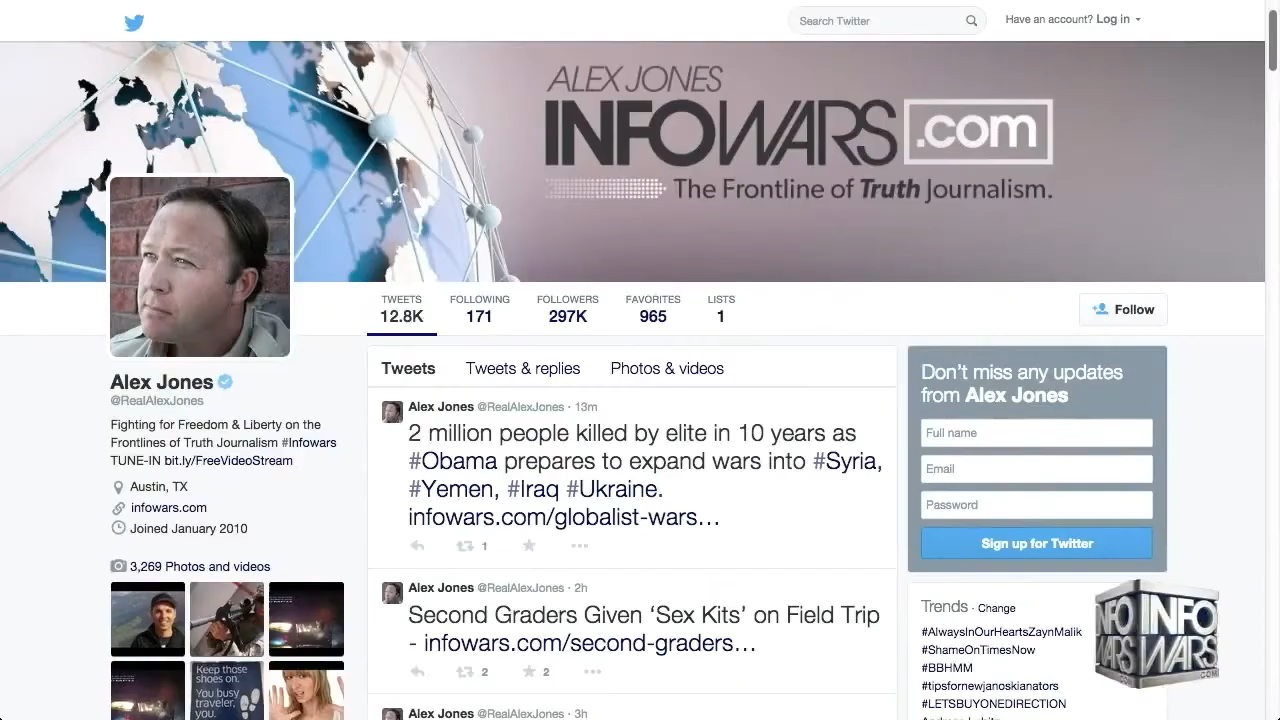 Search Twitter
Have an account? Log in
ALEX JONES
INFOWARS.com
The Frontline of Truth Journalism.
TWEETS
12.8K
FOLLOWING
171
FOLLOWERS
297K
FAVORITES
965
LISTS
1
Follow
Alex Jones
@RealAlexJones
Fighting for Freedom & Liberty on the
Frontlines of Truth Journalism #Infowars
TUNE-IN bit.ly/FreeVideoStream
Austin, TX
infowars.com
Joined January 2010
3,269 Photos and videos
Keep those
shoes on.
You busy
traveler,
you.
Tweets
Tweets & replies
Photos & videos
Alex Jones @RealAlexJones · 13m
2 million people killed by elite in 10 years as
#Obama prepares to expand wars into #Syria,
#Yemen, #Iraq #Ukraine.
infowars.com/globalist-wars…
1
Alex Jones @RealAlexJones · 2h
Second Graders Given ‘Sex Kits’ on Field Trip
- infowars.com/second-graders…
2
2
Alex Jones @RealAlexJones · 3h
Don’t miss any updates
from Alex Jones
Full name
Email
Password
Sign up for Twitter
Trends · Change
#AlwaysInOurHeartsZaynMalik
#ShameOnTimesNow
#BBHMM
#tipsfornewjanoskianators
#LETSBUYONEDIRECTION
INFO
WARS
INFO
WARS
.COM